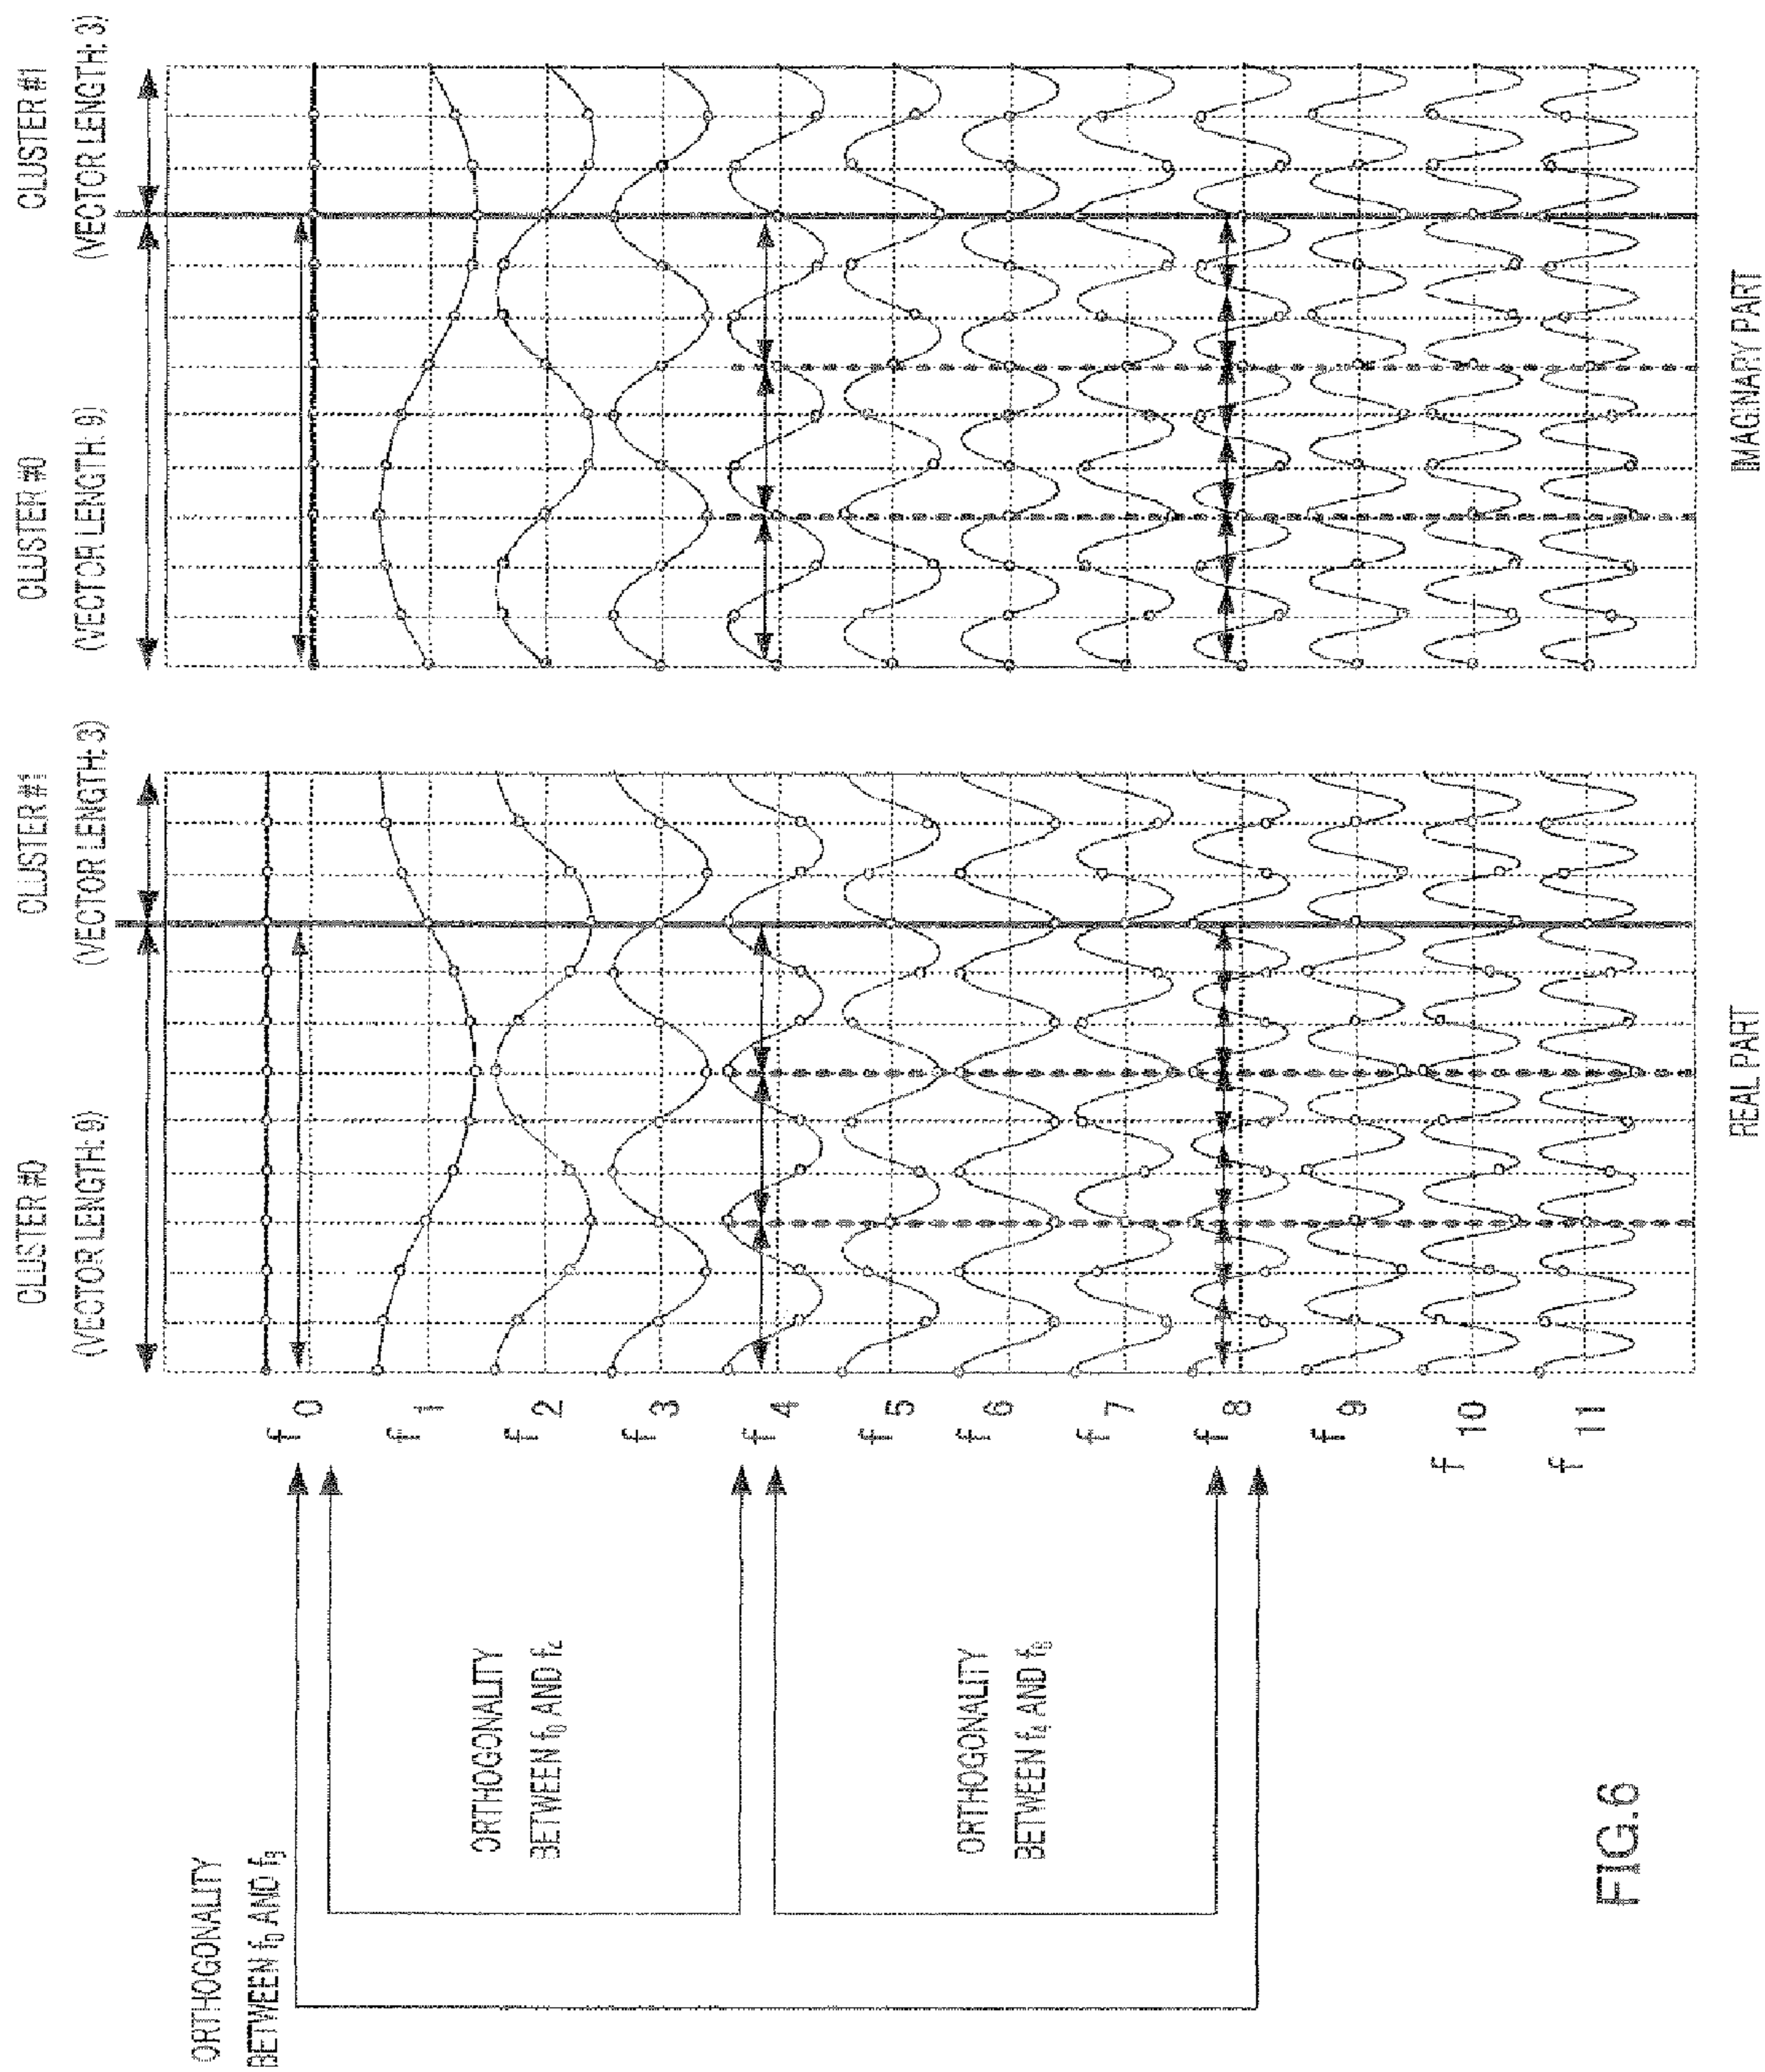 CLUSTER #0
(VECTOR LENGTH: 9)
CLUSTER #1
(VECTOR LENGTH: 3)
CLUSTER #0
(VECTOR LENGTH: 9)
CLUSTER #1
(VECTOR LENGTH: 3)
ORTHOGONALITY
BETWEEN f0 AND f8
ORTHOGONALITY
BETWEEN f0 AND f4
ORTHOGONALITY
BETWEEN f4 AND f8
f 0
f 1
f 2
f 3
f 4
f 5
f 6
f 7
f 8
f 9
f 10
f 11
REAL PART
IMAGINARY PART
FIG.6